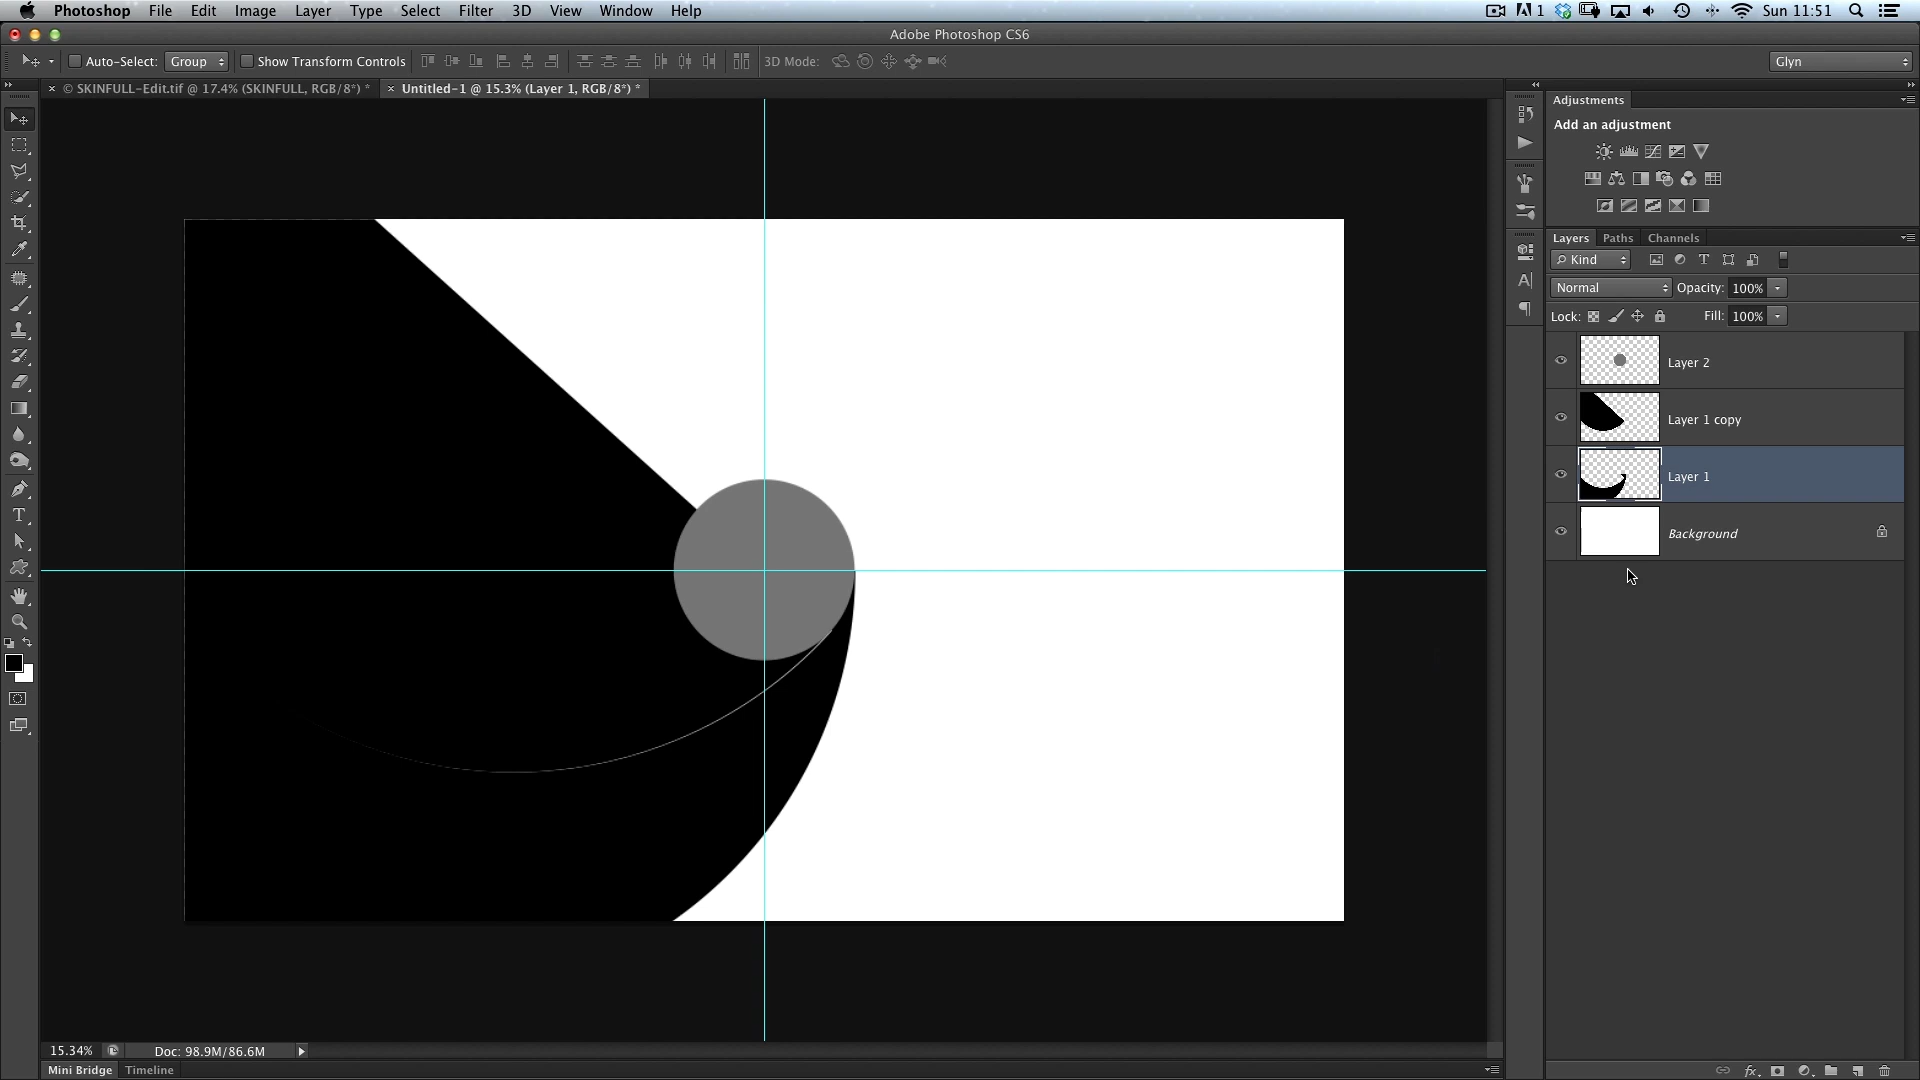 Photoshop File Edit Image Layer Type Select Filter 3D View Window Help 1 Sun 11:51
Adobe Photoshop CS6
Auto-Select: Group Show Transform Controls 3D Mode: Glyn
× © SKINFULL-Edit.tif @ 17.4% (SKINFULL, RGB/8*) * × Untitled-1 @ 15.3% (Layer 1, RGB/8*) *
Adjustments
Add an adjustment
Layers Paths Channels
Kind
Normal Opacity: 100%
Lock: Fill: 100%
Layer 2
Layer 1 copy
Layer 1
Background
15.34% Doc: 98.9M/86.6M
Mini Bridge Timeline